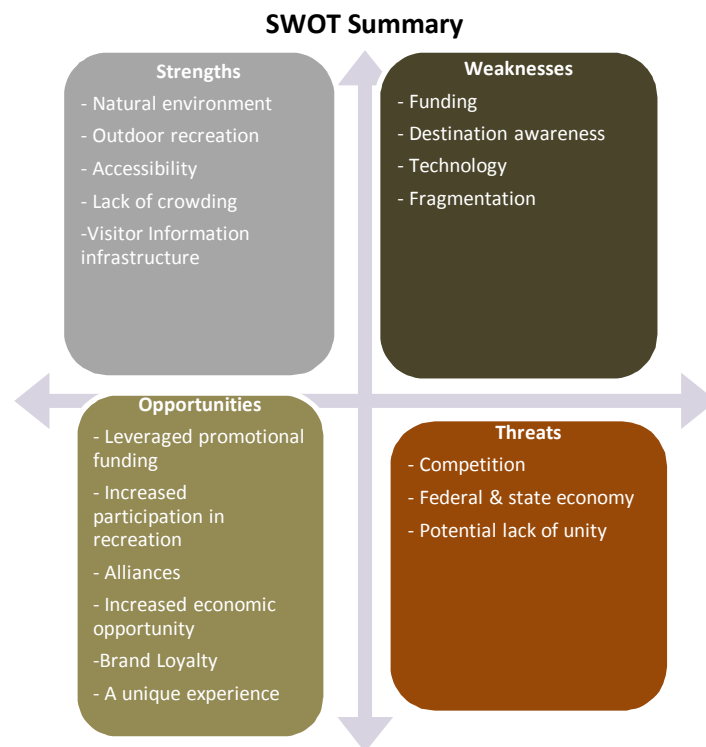 SWOT Summary
Strengths
- Natural environment
- Outdoor recreation
- Accessibility
- Lack of crowding
-Visitor Information
infrastructure
Weaknesses
- Funding
- Destination awareness
- Technology
- Fragmentation
Opportunities
- Leveraged promotional
funding
- Increased
participation in
recreation
- Alliances
- Increased economic
opportunity
-Brand Loyalty
- A unique experience
Threats
- Competition
- Federal & state economy
- Potential lack of unity